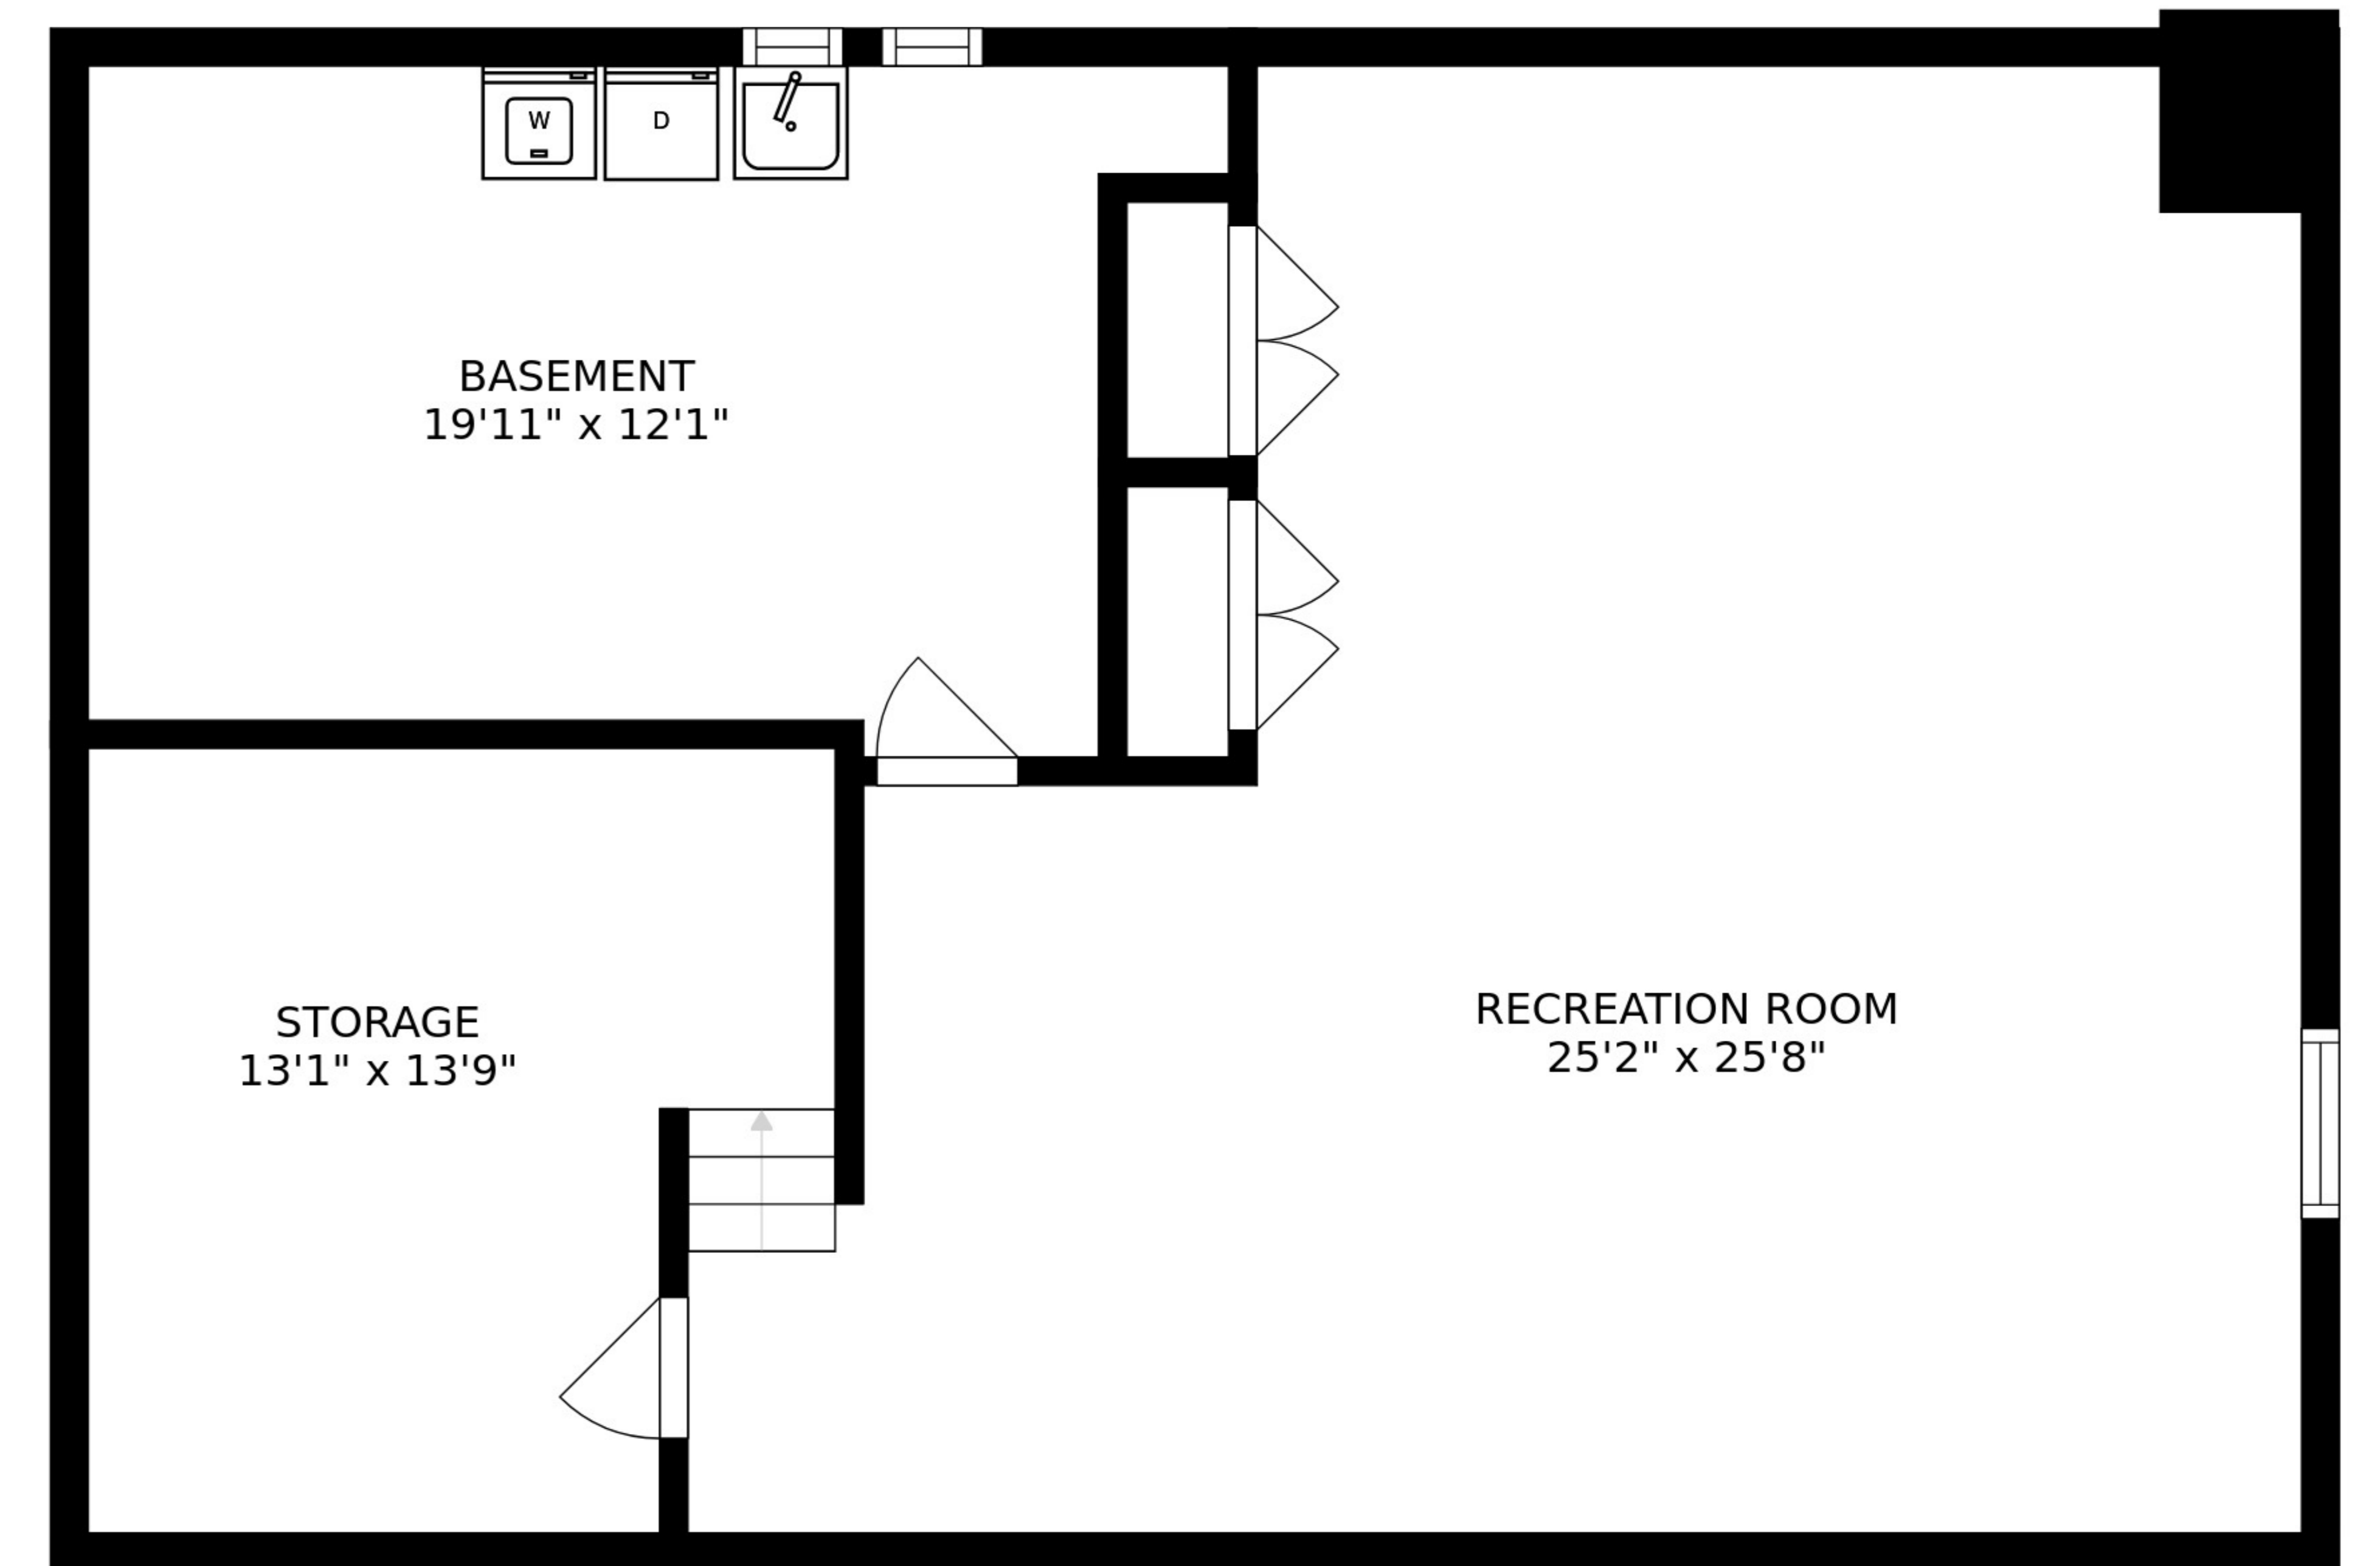 W
D
BASEMENT
19'11" x 12'1"
STORAGE
13'1" x 13'9"
RECREATION ROOM
25'2" x 25'8"